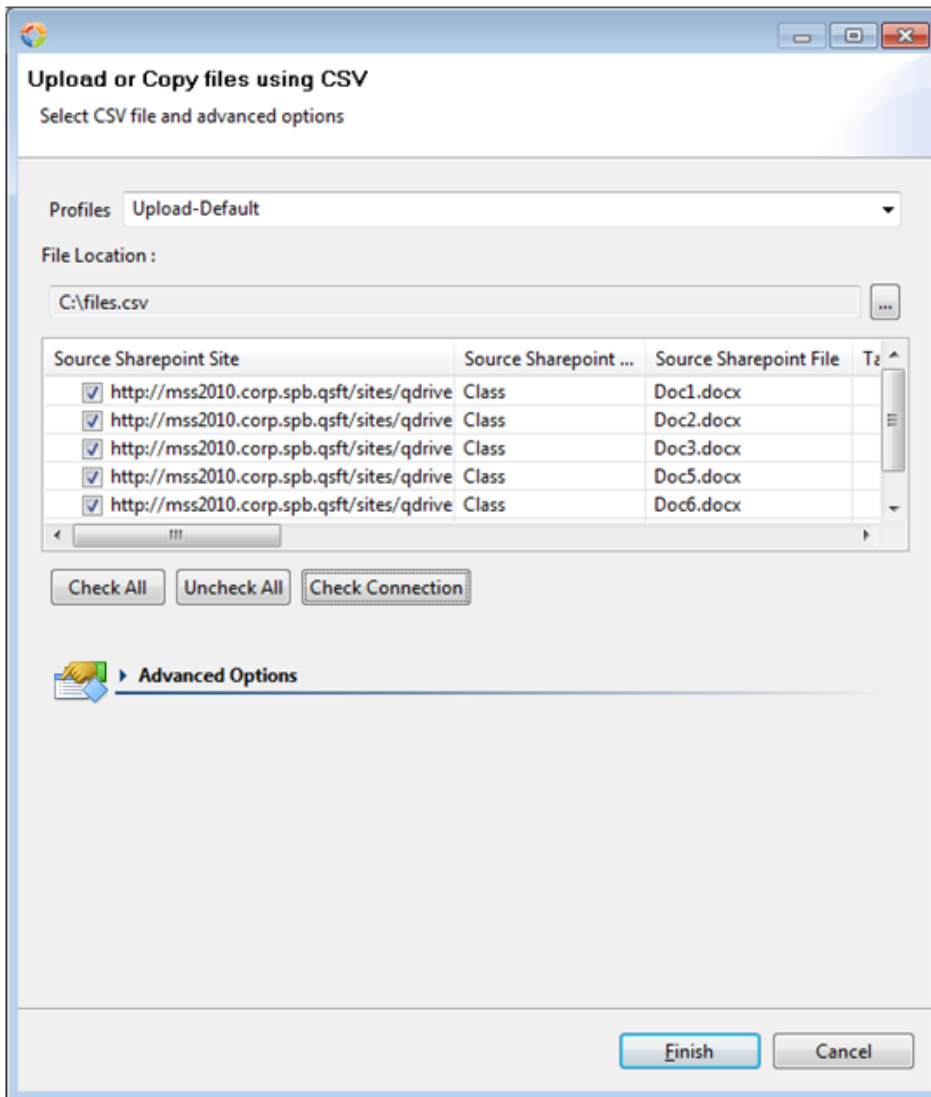 Upload or Copy files using CSV
Select CSV file and advanced options
Profiles Upload-Default
File Location :
C:\files.csv ...
Source Sharepoint Site Source Sharepoint ... Source Sharepoint File Ta
http://mss2010.corp.spb.qsft/sites/qdrive Class Doc1.docx
http://mss2010.corp.spb.qsft/sites/qdrive Class Doc2.docx
http://mss2010.corp.spb.qsft/sites/qdrive Class Doc3.docx
http://mss2010.corp.spb.qsft/sites/qdrive Class Doc5.docx
http://mss2010.corp.spb.qsft/sites/qdrive Class Doc6.docx
Check All Uncheck All Check Connection
Advanced Options
Finish Cancel